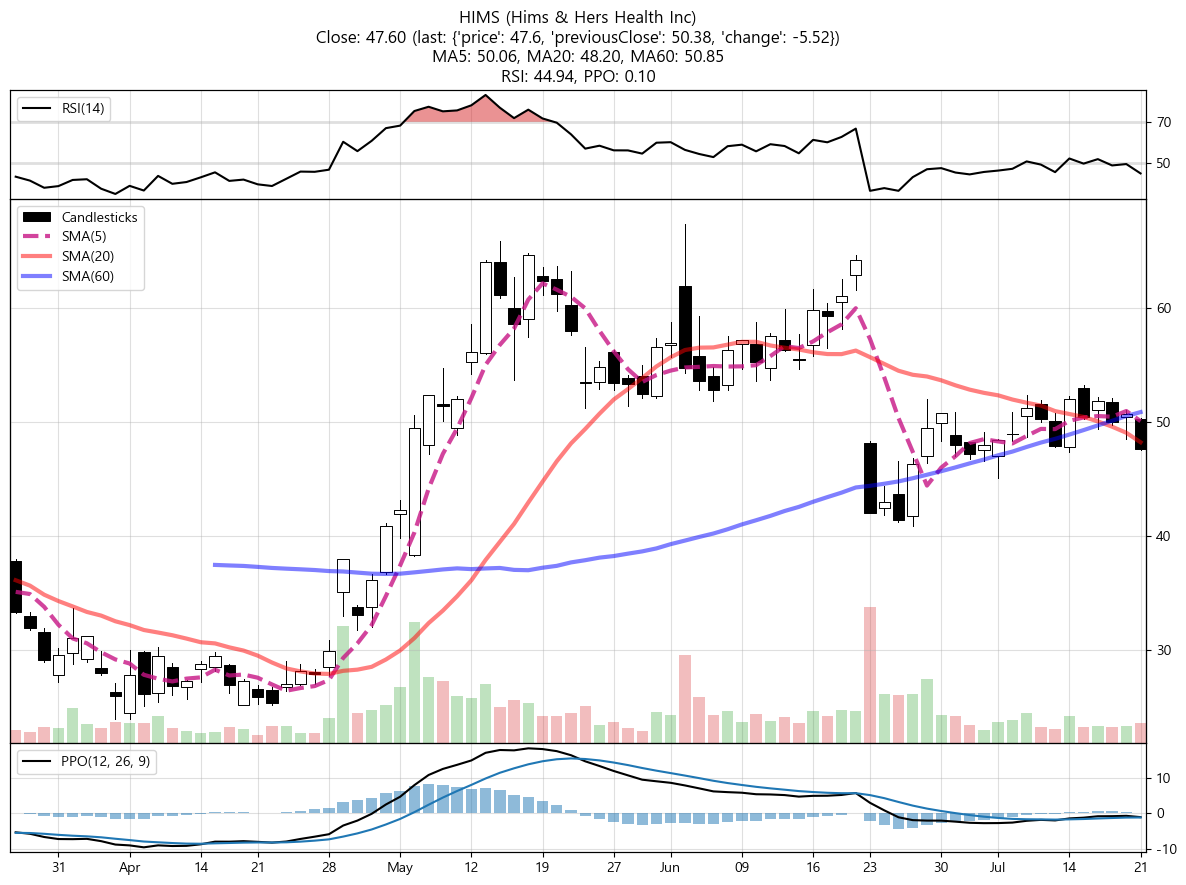 HIMS (Hims & Hers Health Inc)
Close: 47.60 (last: {'price': 47.6, 'previousClose': 50.38, 'change': -5.52})
MA5: 50.06, MA20: 48.20, MA60: 50.85
RSI: 44.94, PPO: 0.10
RSI(14)
70
50
Candlesticks
SMA(5)
SMA(20)
SMA(60)
60
50
40
30
PPO(12, 26, 9)
10
0
-10
31 Apr 14 21 28 May 12 19 27 Jun 09 16 23 30 Jul 14 21